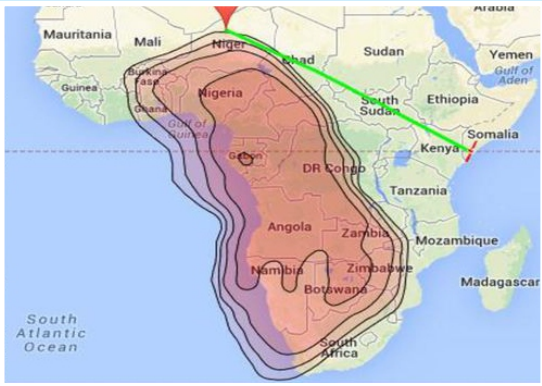 Arabia
Mauritania
Mali
Niger
Chad
Sudan
Yemen
Gulf of
Aden
Guinea
Burkina
Faso
Nigeria
Ghana
Gulf of
Guinea
South
Sudan
Ethiopia
Somalia
Gabon
Kenya
DR Congo
Tanzania
Angola
Zambia
Mozambique
Namibia
Zimbabwe
Botswana
Madagascar
South
Atlantic
Ocean
South
Africa